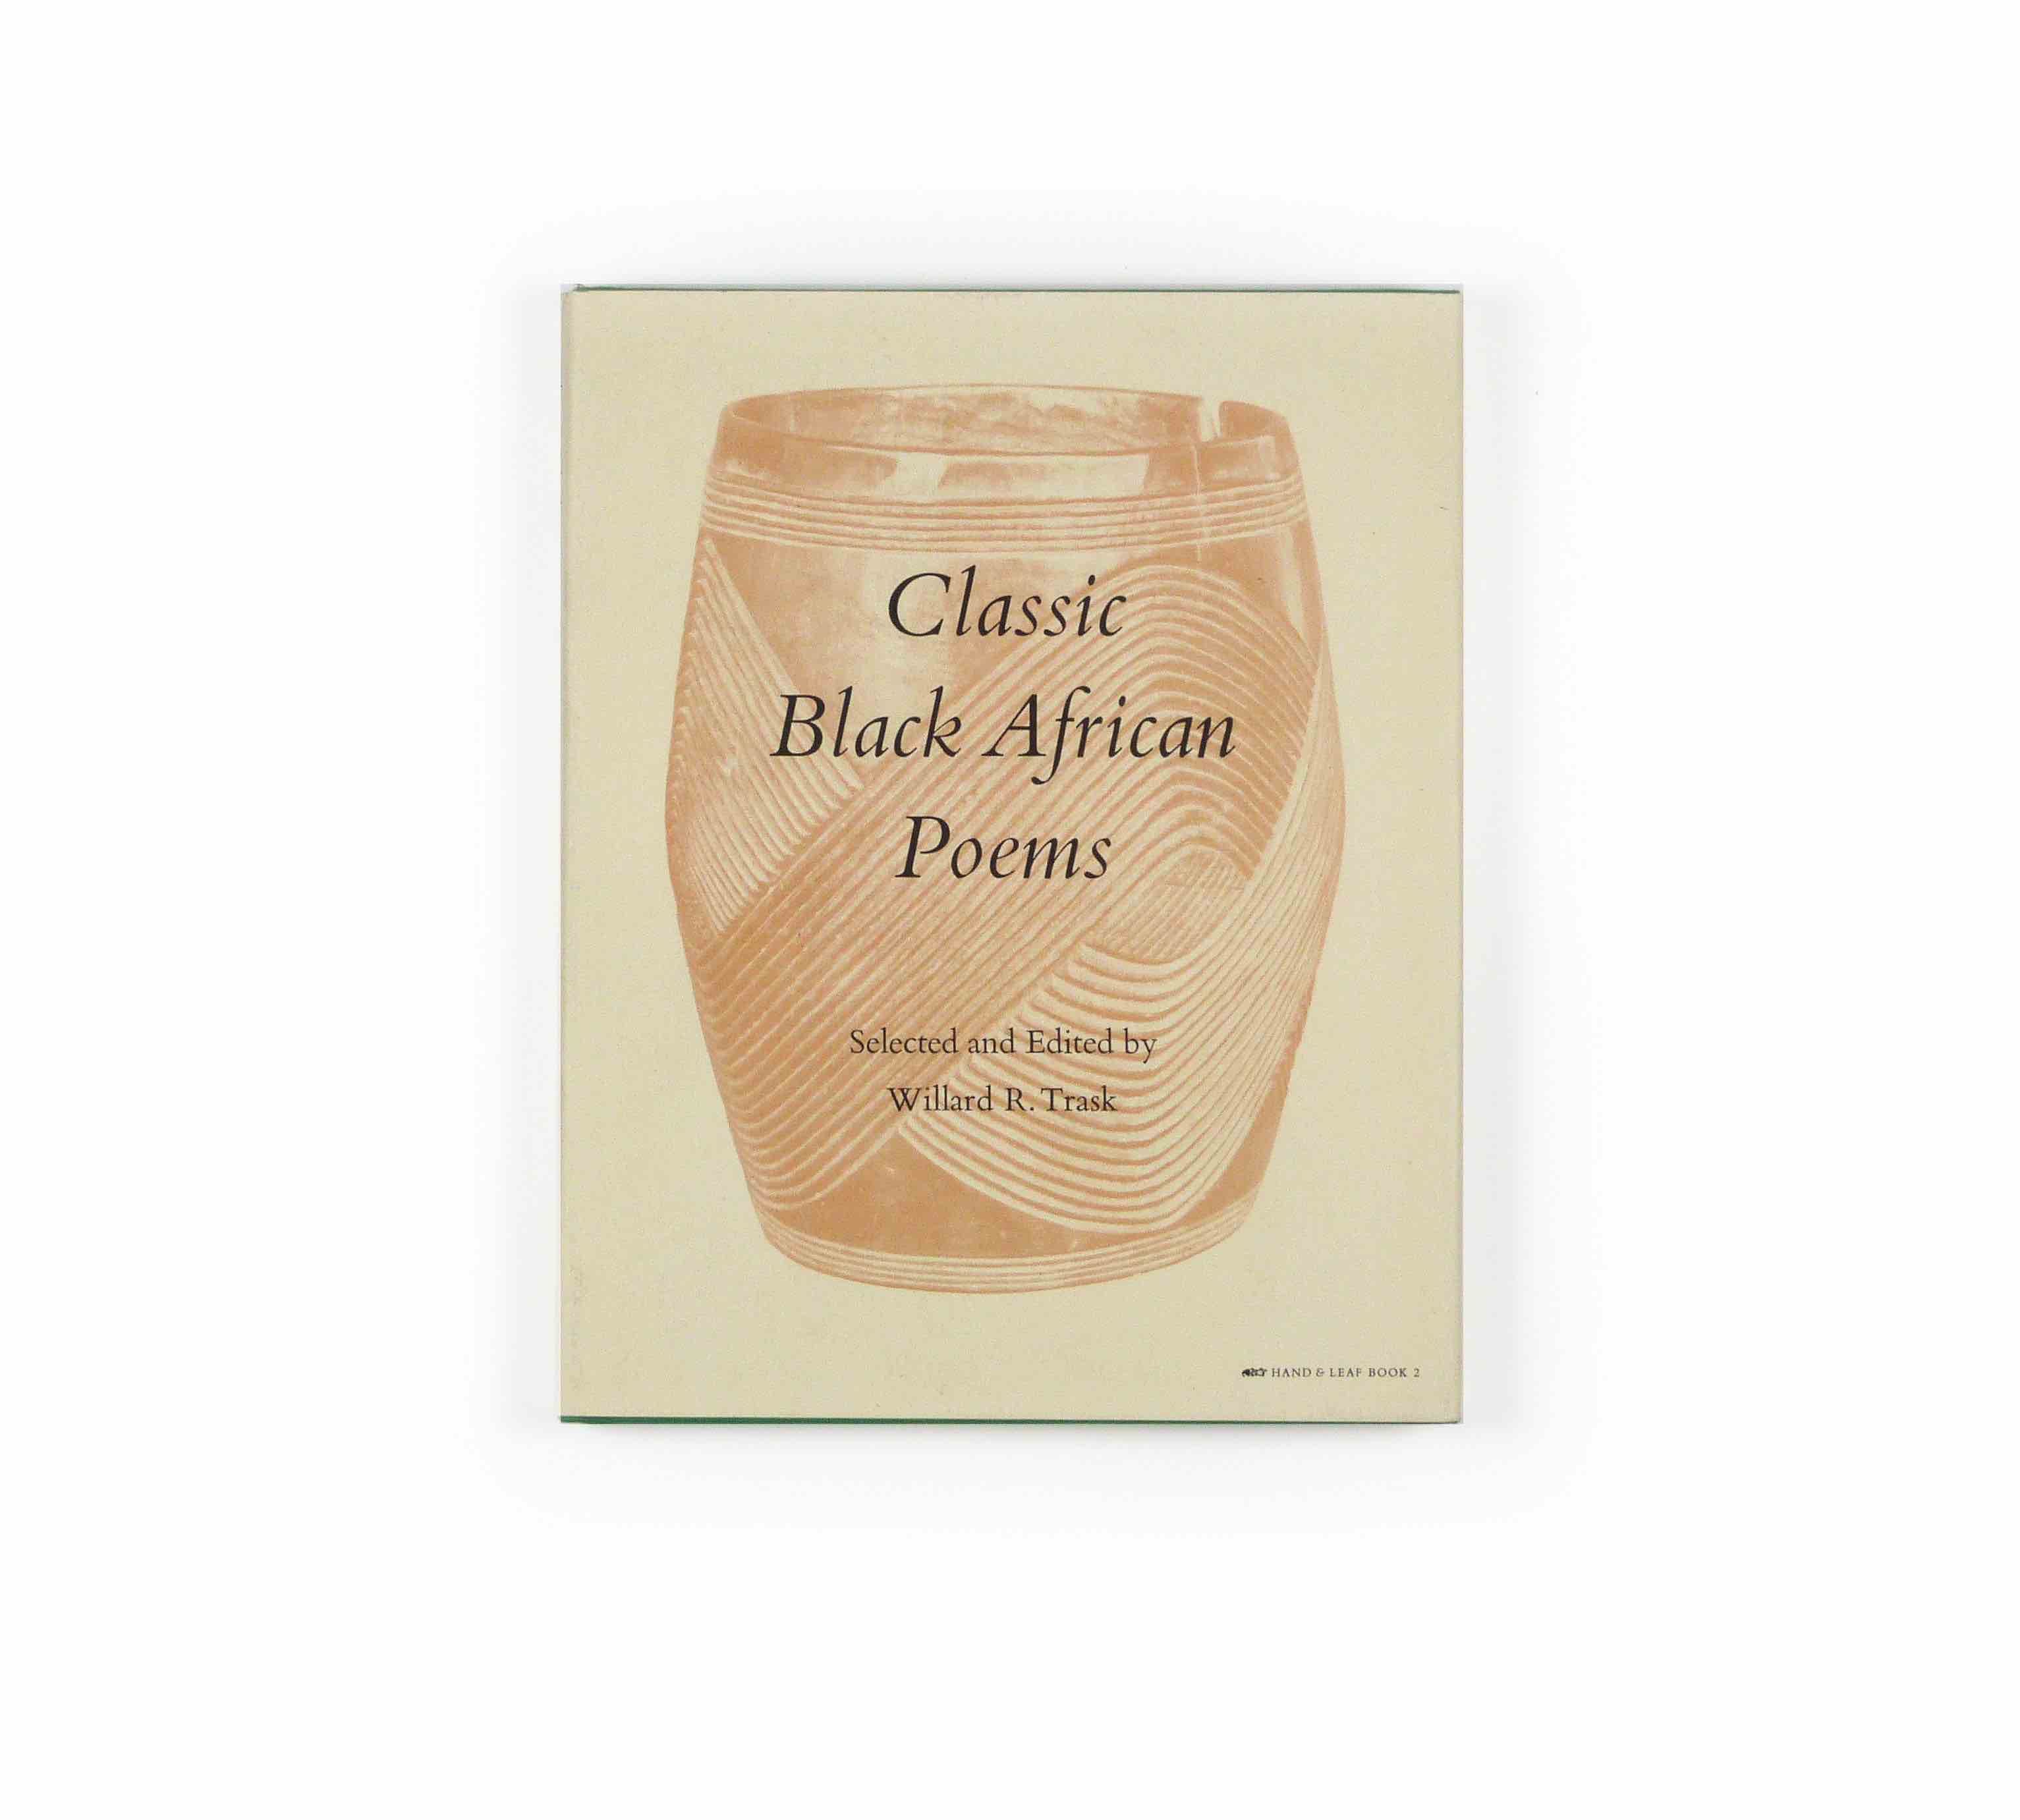 Classic
Black African
Poems
Selected and Edited by
Willard R. Trask
HAND & LEAF BOOK 2